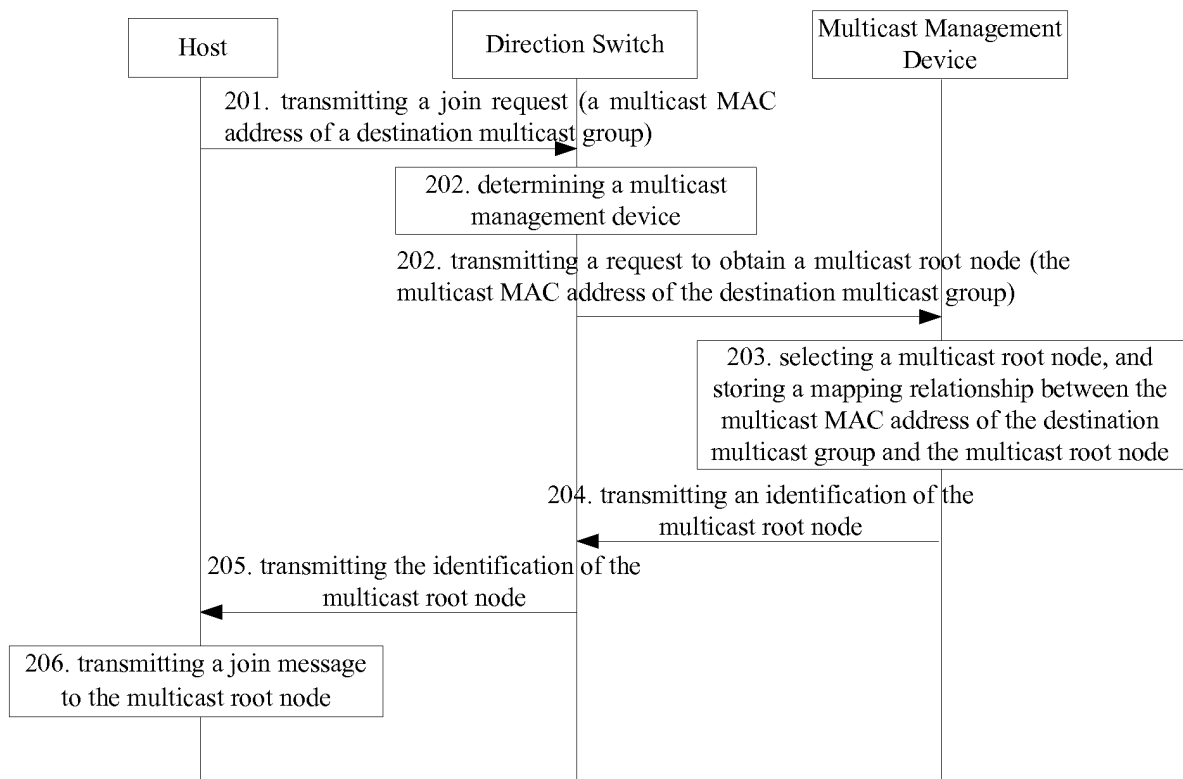 Host
Direction Switch
Multicast Management
Device
201. transmitting a join request (a multicast MAC
address of a destination multicast group)
202. determining a multicast
management device
202. transmitting a request to obtain a multicast root node (the
multicast MAC address of the destination multicast group)
203. selecting a multicast root node, and
storing a mapping relationship between the
multicast MAC address of the destination
multicast group and the multicast root node
204. transmitting an identification of the
multicast root node
205. transmitting the identification of the
multicast root node
206. transmitting a join message
to the multicast root node